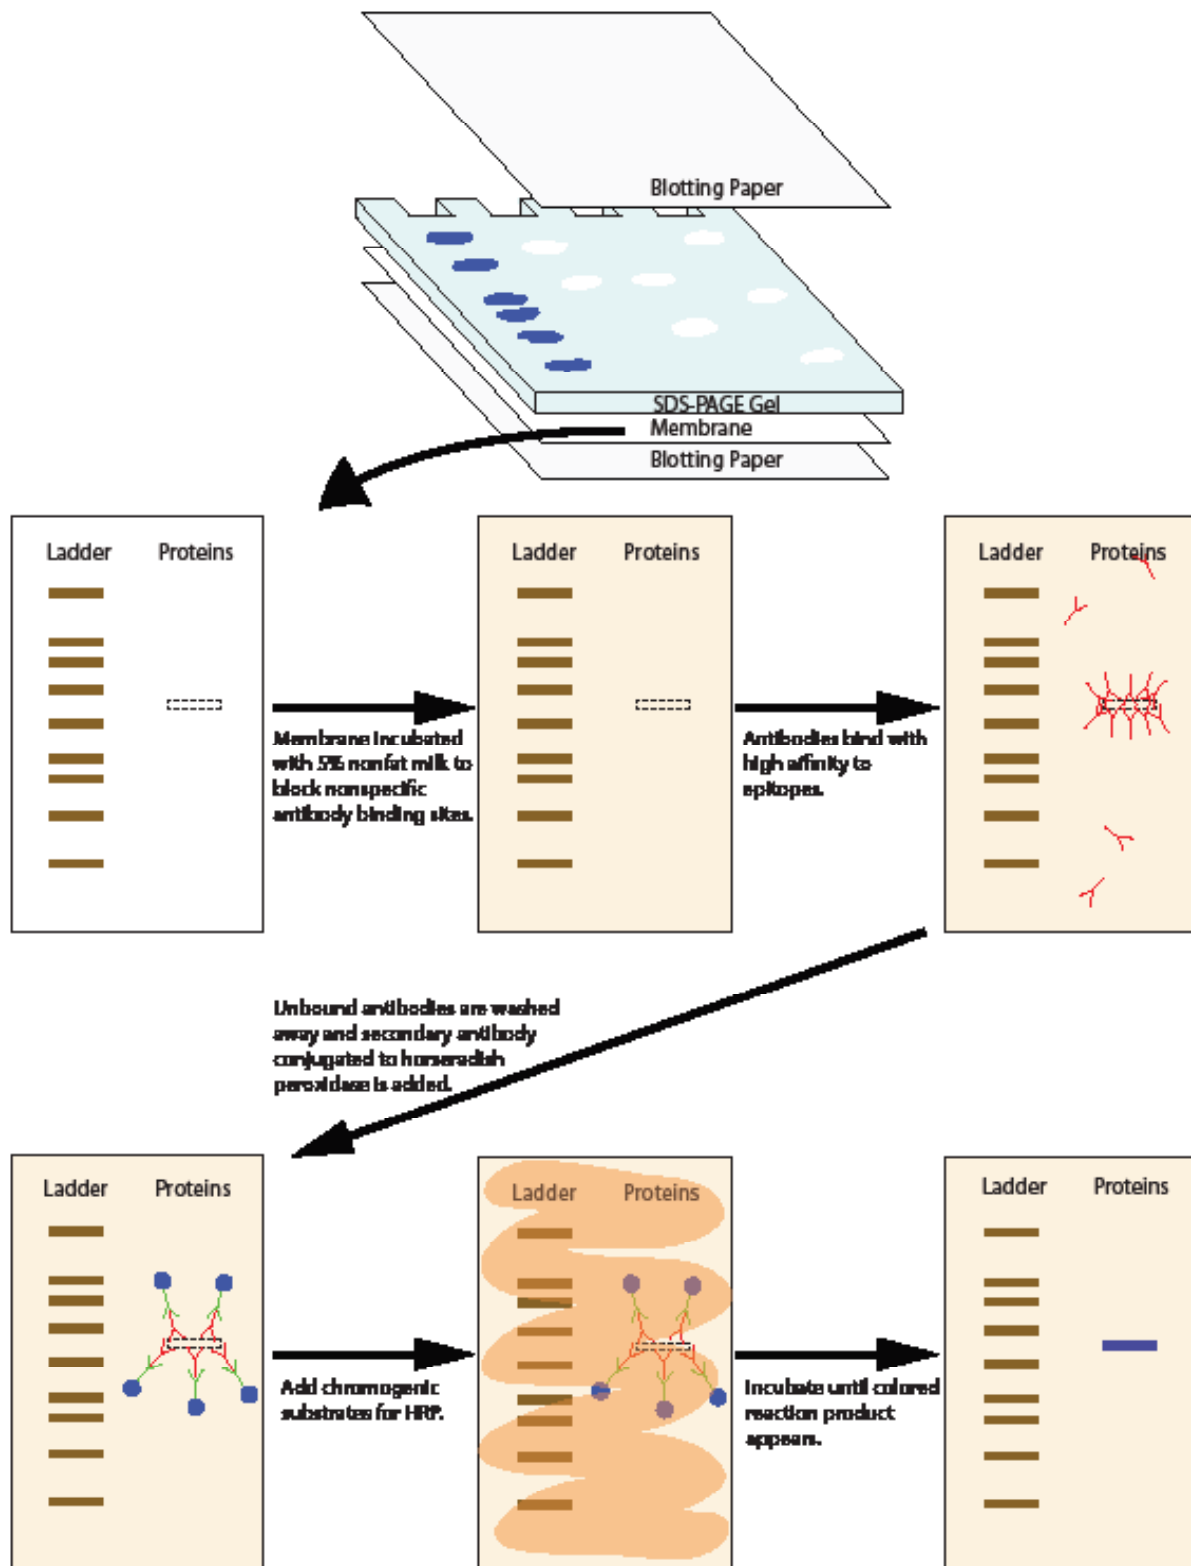 Blotting Paper
SDS-PAGE Gel
Membrane
Blotting Paper
Ladder Proteins
Ladder Proteins
Ladder Proteins
Membrane incubated
with 5% nonfat milk to
block nonspecific
antibody binding sites.
Antibodies bind with
high affinity to
epitopes.
Unbound antibodies are washed
away and secondary antibody
conjugated to horseradish
peroxidase is added.
Ladder Proteins
Ladder Proteins
Ladder Proteins
Add chromogenic
substrates for HRP.
Incubate until colored
reaction product
appears.